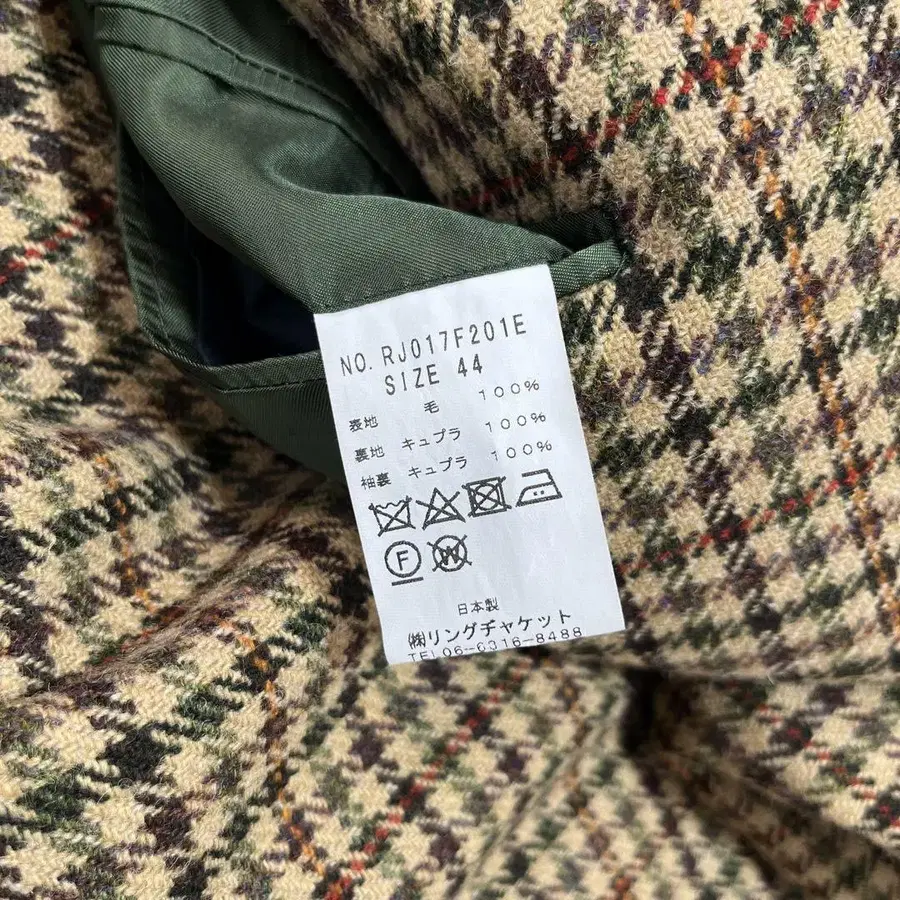 NO. RJ017F201E
SIZE 44
表地 毛 100%
裏地 キュプラ 100%
袖裏 キュプラ 100%
F W
日本製
㈱リングヂャケット
TEL06-6316-8488